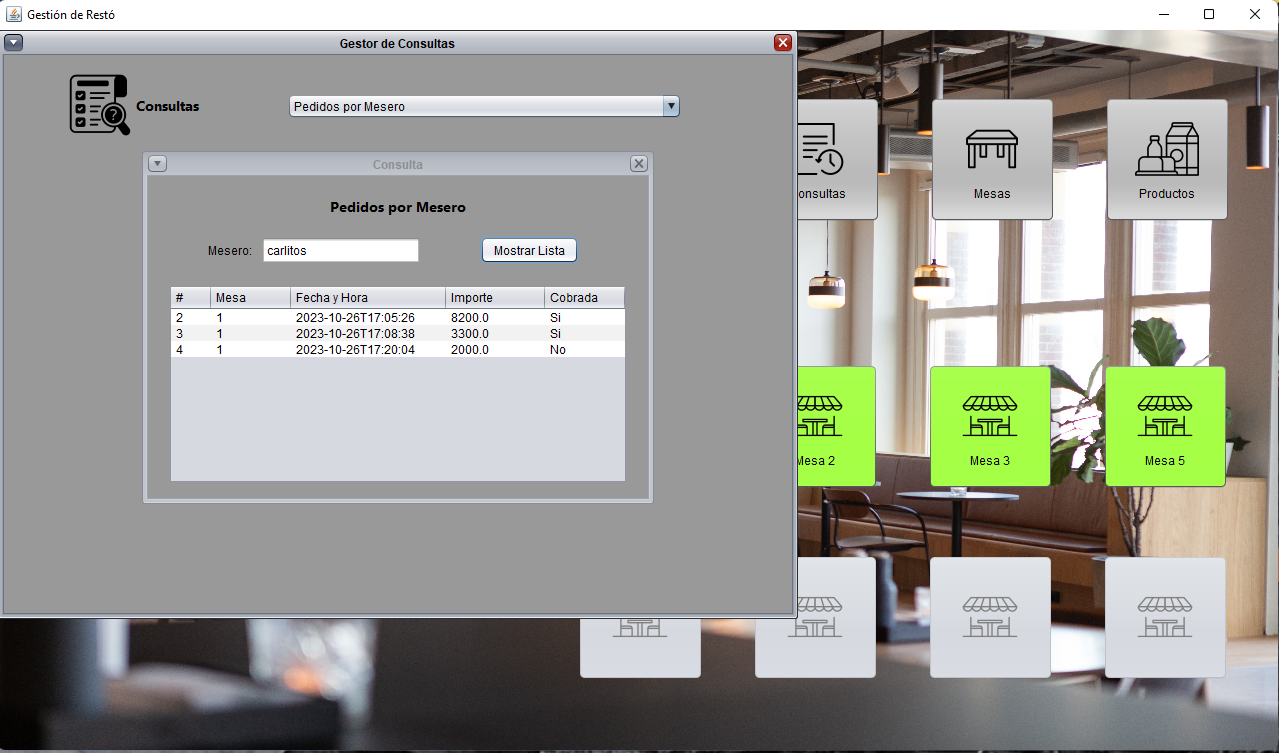 Gestión de Restó
Gestor de Consultas
Consultas
Pedidos por Mesero
Consulta
Pedidos por Mesero
Mesero: carlitos Mostrar Lista
# Mesa Fecha y Hora Importe Cobrada
2 1 2023-10-26T17:05:26 8200.0 Si
3 1 2023-10-26T17:08:38 3300.0 Si
4 1 2023-10-26T17:20:04 2000.0 No
onsultas Mesas Productos
Mesa 2 Mesa 3 Mesa 5